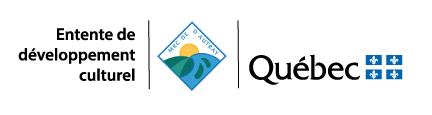 Entente de
développement
culturel
MRC DE D'AUTRAY
Québec